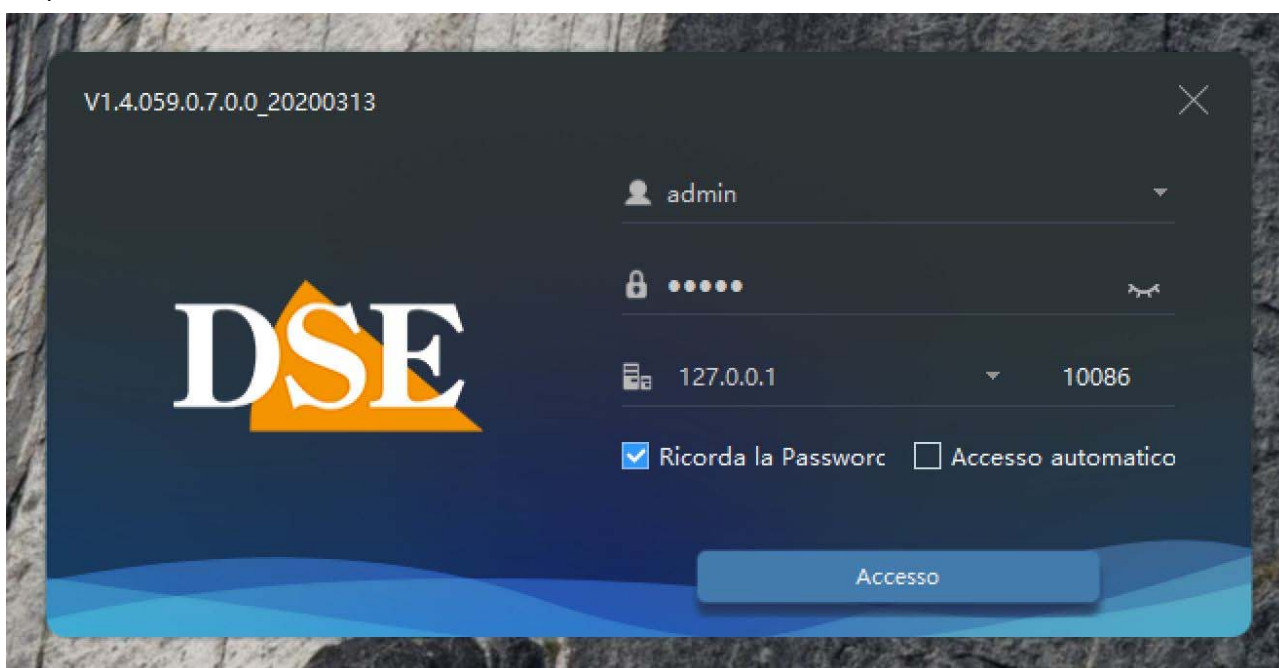 V1.4.059.0.7.0.0_20200313
admin
DSE
127.0.0.1 10086
Ricorda la Passworc Accesso automatico
Accesso